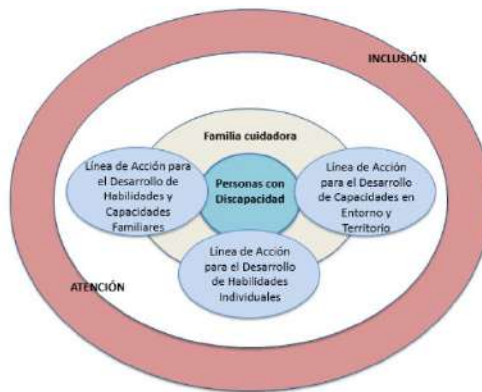 INCLUSIÓN
Familia cuidadora
Línea de Acción para
el Desarrollo de
Habilidades y
Capacidades
Familiares
Personas con
Discapacidad
Línea de Acción
para el Desarrollo
de Capacidades en
Entorno y
Territorio
Línea de Acción
para el Desarrollo
de Habilidades
Individuales
ATENCIÓN